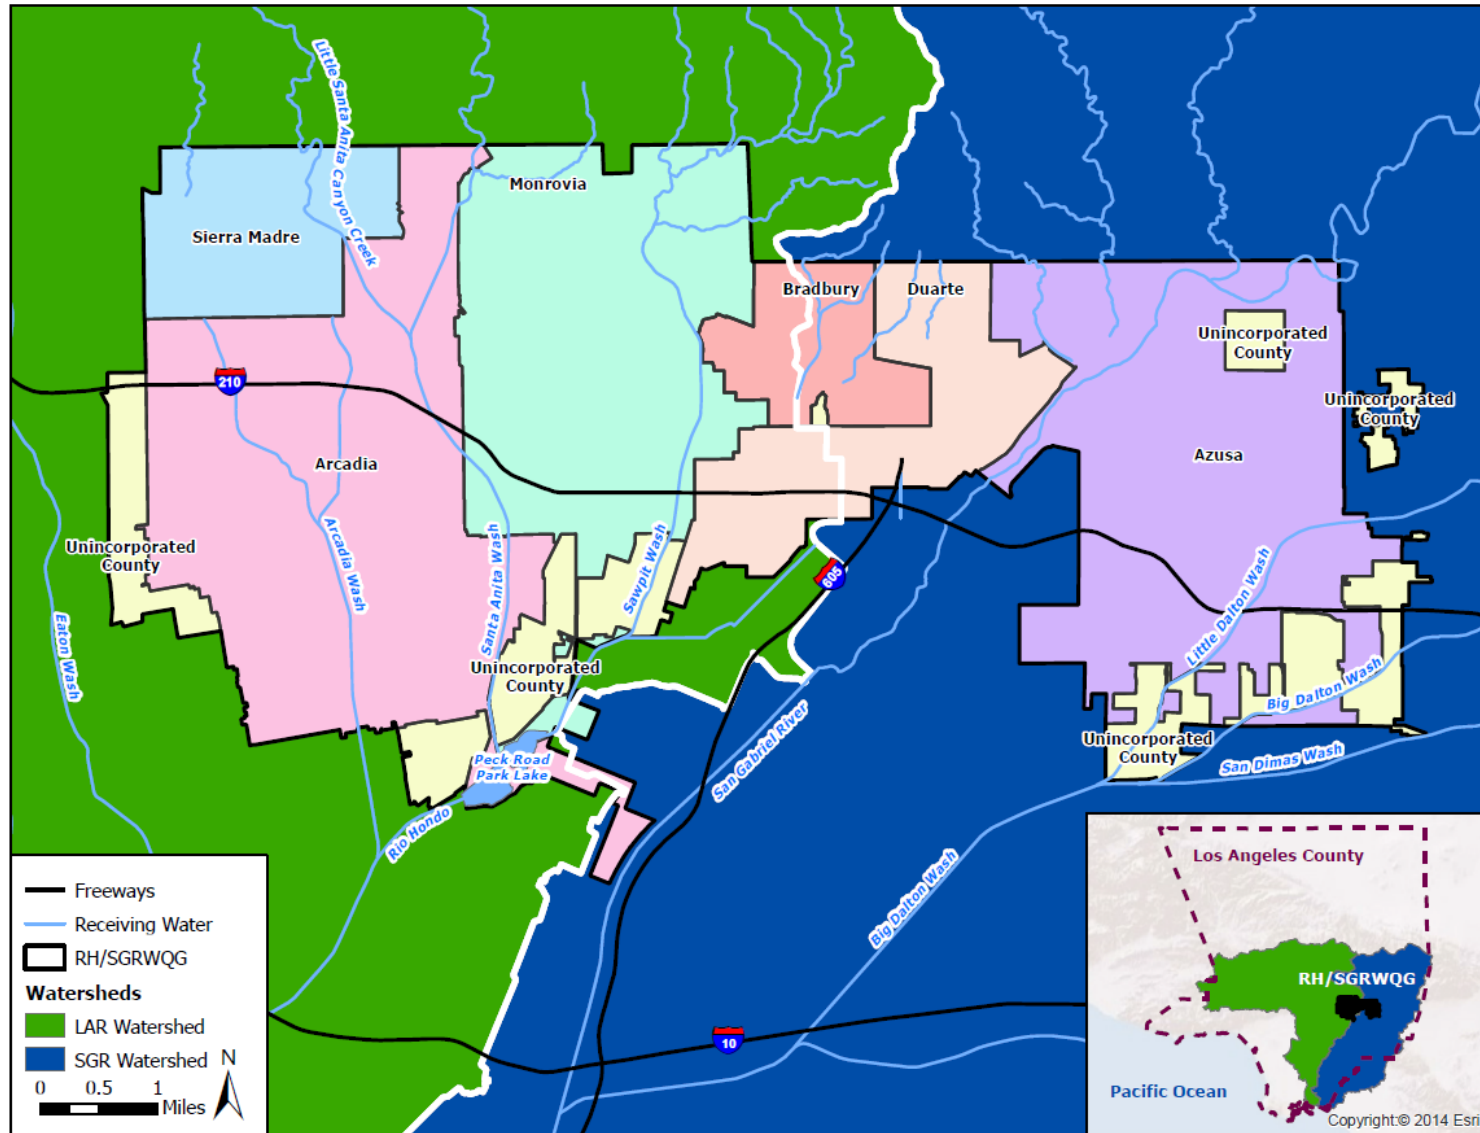 Little Santa Anita Canyon Creek
Monrovia
Sierra Madre
Bradbury
Duarte
Unincorporated
County
210
Unincorporated
County
Arcadia
Azusa
Unincorporated
County
Arcadia Wash
Santa Anita Wash
Sawpit Wash
605
Little Dalton Wash
Eaton Wash
Unincorporated
County
Big Dalton Wash
San Gabriel River
Unincorporated
County
San Dimas Wash
Peck Road
Park Lake
Rio Hondo
Big Dalton Wash
10
Freeways
Receiving Water
RH/SGRWQG
Watersheds
LAR Watershed
SGR Watershed
N
0 0.5 1
Miles
Los Angeles County
RH/SGRWQG
Pacific Ocean
Copyright:© 2014 Esri